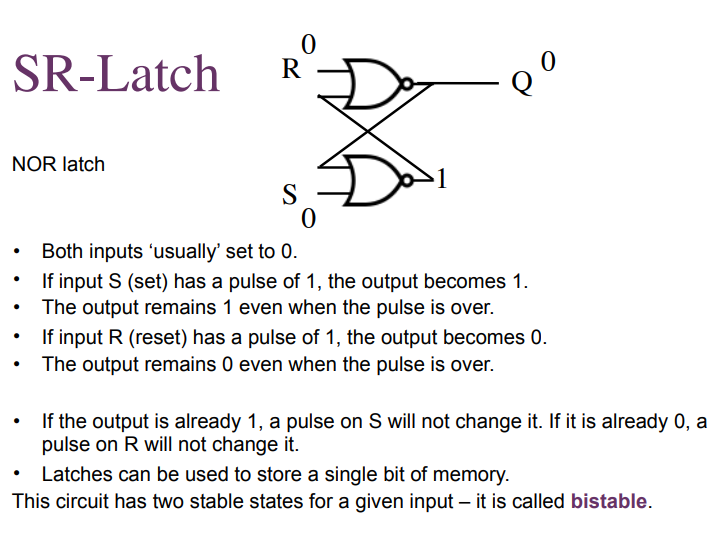 0
R
SR-Latch
Q 0
NOR latch
1
S
0
• Both inputs ‘usually’ set to 0.
• If input S (set) has a pulse of 1, the output becomes 1.
• The output remains 1 even when the pulse is over.
• If input R (reset) has a pulse of 1, the output becomes 0.
• The output remains 0 even when the pulse is over.
• If the output is already 1, a pulse on S will not change it. If it is already 0, a
pulse on R will not change it.
• Latches can be used to store a single bit of memory.
This circuit has two stable states for a given input – it is called bistable.